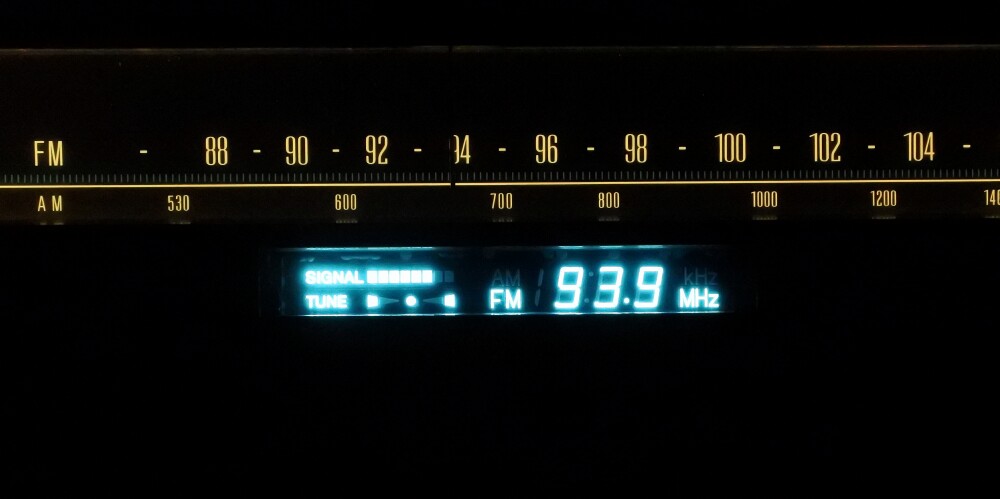 FM - 88 - 90 - 92 - 94 - 96 - 98 - 100 - 102 - 104 -
AM 530 600 700 800 1000 1200
SIGNAL AM 93.9 kHz
TUNE FM MHz